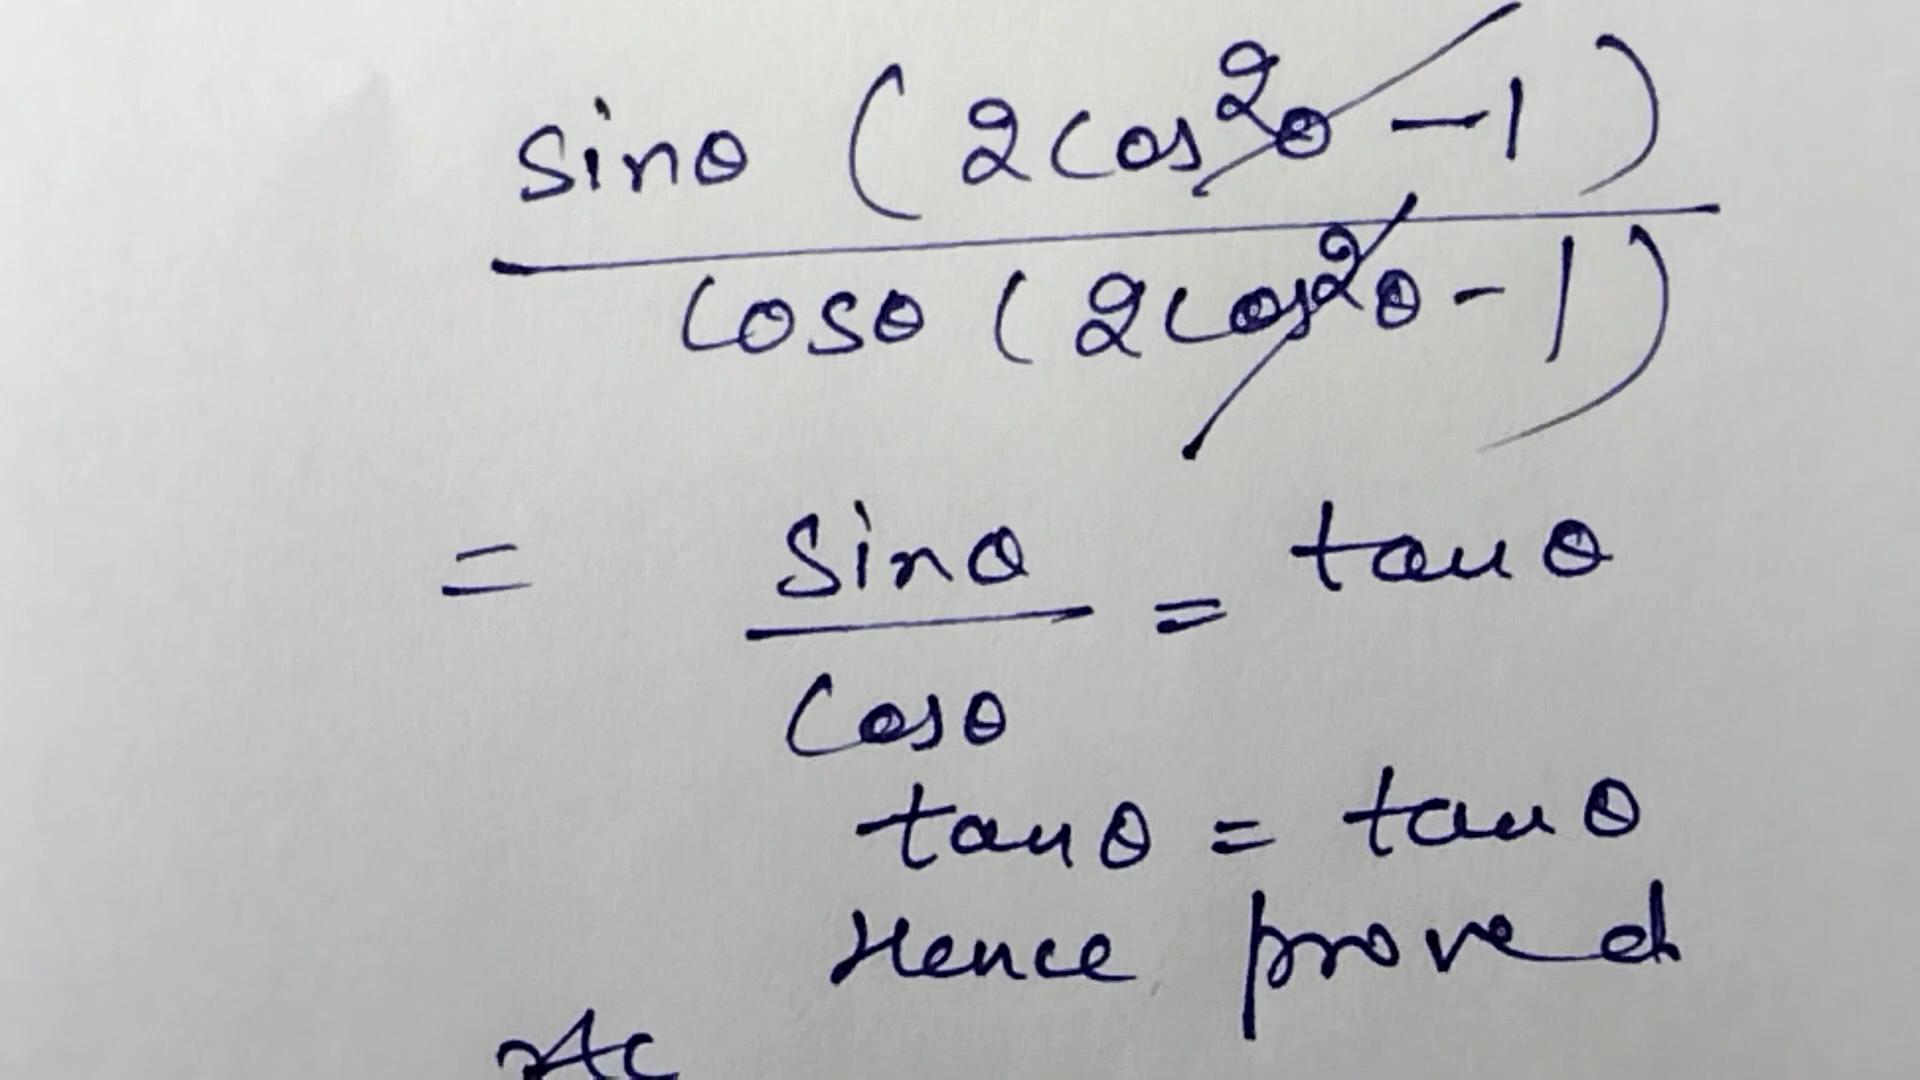 sinθ (2cos²θ - 1)
cosθ (2cos²θ - 1)
= sinθ = tanθ
cosθ
tanθ = tanθ
Hence proved